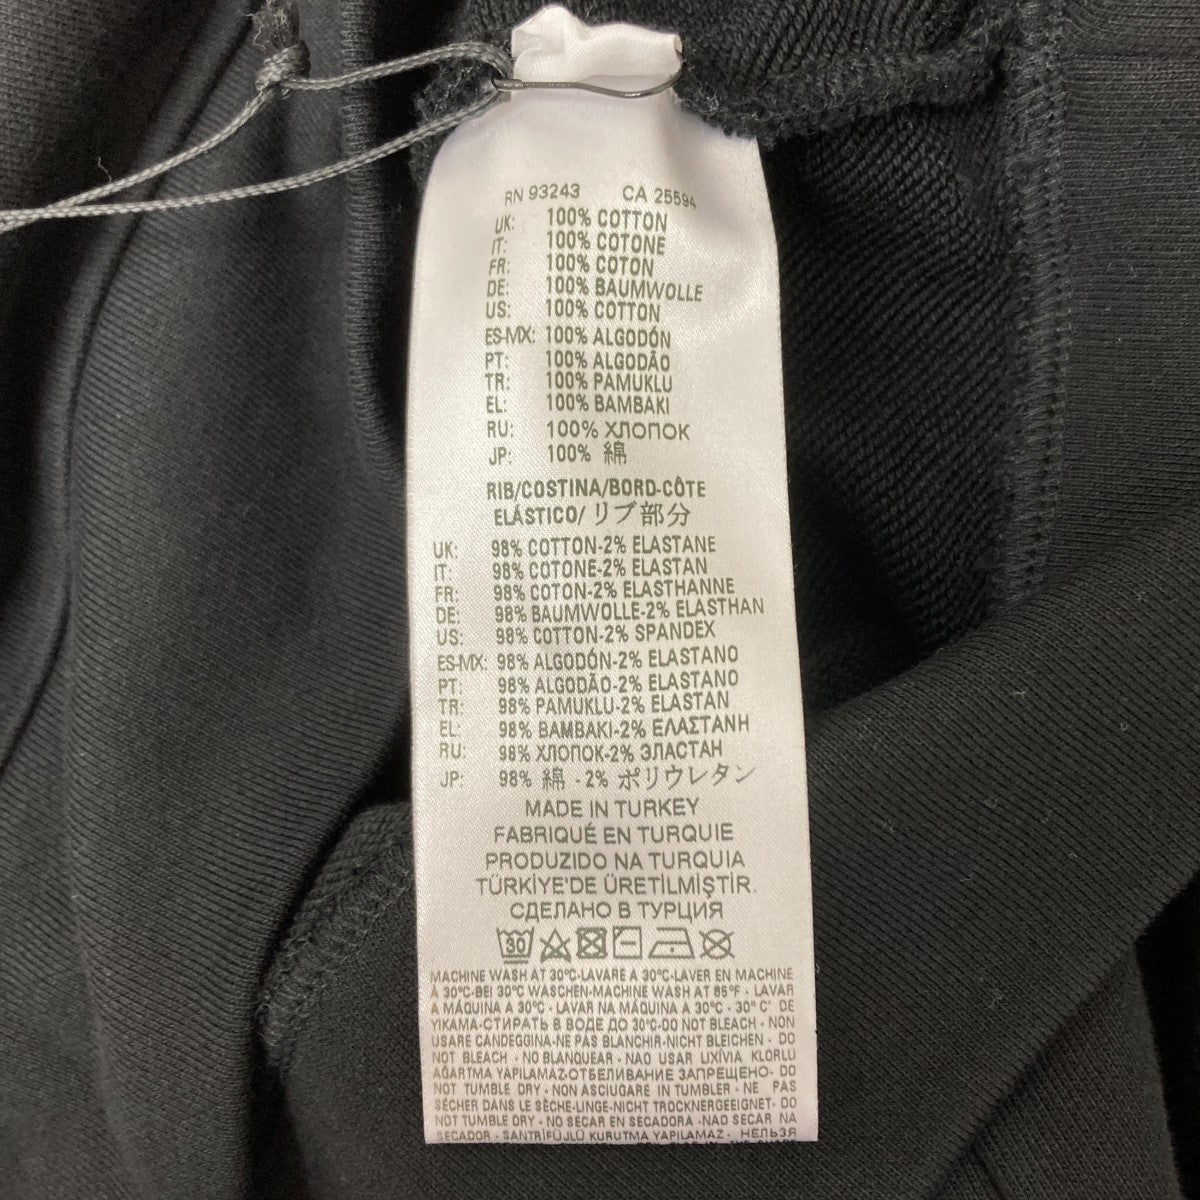 RN 93243 CA 25594
UK: 100% COTTON
IT: 100% COTONE
FR: 100% COTON
DE: 100% BAUMWOLLE
US: 100% COTTON
ES-MX: 100% ALGODÓN
PT: 100% ALGODÃO
TR: 100% PAMUKLU
EL: 100% BAMBAKI
RU: 100% ХЛОПОК
JP: 100% 綿
RIB/COSTINA/BORD-CÔTE
ELÁSTICO/リブ部分
UK: 98% COTTON-2% ELASTANE
IT: 98% COTONE-2% ELASTAN
FR: 98% COTON-2% ELASTHANNE
DE: 98% BAUMWOLLE-2% ELASTHAN
US: 98% COTTON-2% SPANDEX
ES-MX: 98% ALGODÓN-2% ELASTANO
PT: 98% ALGODÃO-2% ELASTANO
TR: 98% PAMUKLU-2% ELASTAN
EL: 98% BAMBAKI-2% ΕΛΑΣΤΑΝΗ
RU: 98% ХЛОПОК-2% ЭЛАСТАН
JP: 98% 綿 - 2% ポリウレタン
MADE IN TURKEY
FABRIQUÉ EN TURQUIE
PRODUZIDO NA TURQUIA
TÜRKİYE'DE ÜRETİLMİŞTİR.
СДЕЛАНО В ТУРЦИЯ
30
MACHINE WASH AT 30°C-LAVARE A 30°C-LAVER EN MACHINE
À 30°C-BEI 30°C WASCHEN-MACHINE WASH AT 85°F - LAVAR
A MÁQUINA A 30°C - LAVAR NA MÁQUINA A 30°C - 30°C' DE
YIKAMA-СТИРАТЬ В ВОДЕ ДО 30°C-DO NOT BLEACH - NON
USARE CANDEGGINA-NE PAS BLANCHIR-NICHT BLEICHEN - DO
NOT BLEACH - NO BLANQUEAR - NAO USAR LIXÍVIA KLORLU
AĞARTMA YAPILAMAZ-ОТБЕЛИВАНИЕ ЗАПРЕЩЕНО- DO
NOT TUMBLE DRY - NON ASCIUGARE IN TUMBLER - NE PAS
SÉCHER DANS LE SÈCHE-LINGE-NICHT TROCKNERGEEIGNET- DO
NOT TUMBLE DRY - NO SECAR EN SECADORA - NAO SECAR NA
SECADOR - SANTRİFÜJLÜ KURUTMA YAPILAMAZ - НЕЛЬЗЯ